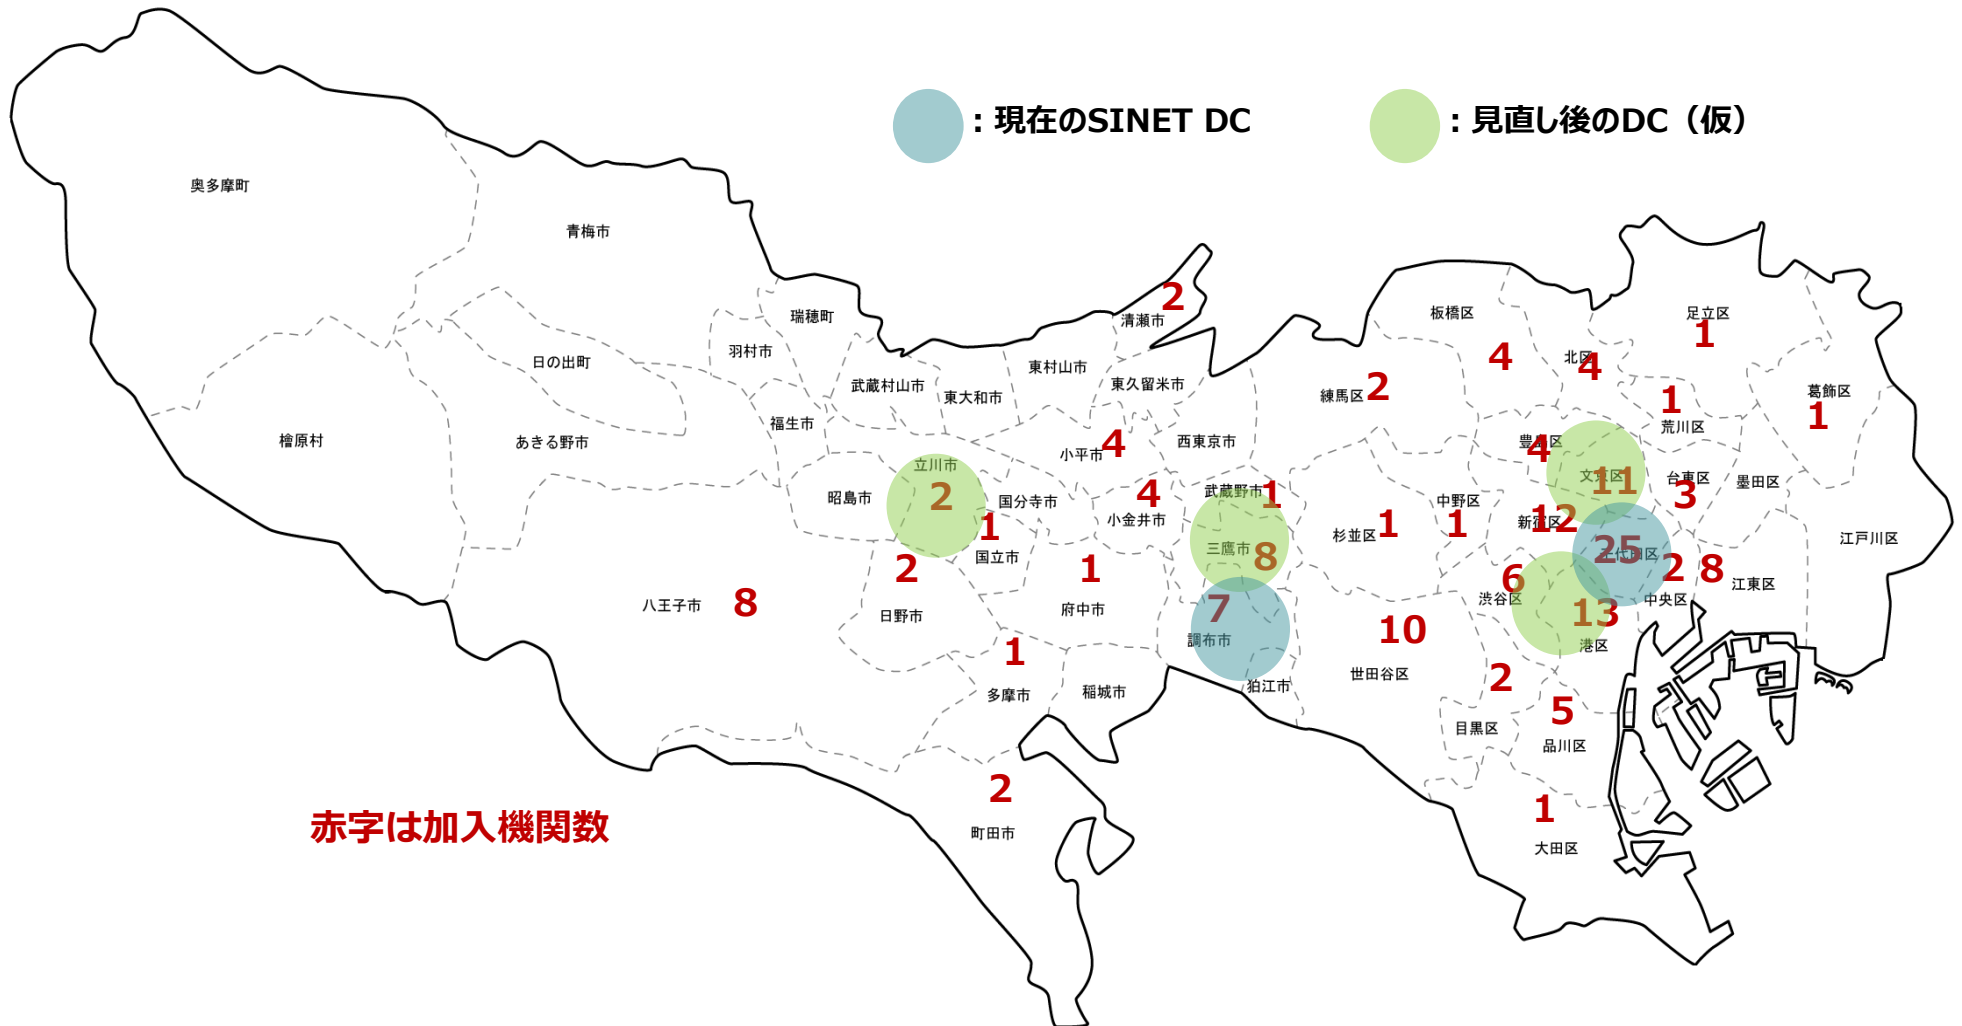 ：現在のSINET DC
：見直し後のDC（仮）
奥多摩町
青梅市
2
清瀬市
瑞穂町
板橋区
足立区
1
羽村市
日の出町
東村山市
4
北区
4
武蔵村山市
東大和市
東久留米市
練馬区2
1
荒川区
葛飾区
1
福生市
檜原村
あきる野市
小平市4
西東京市
豊島区
4
立川市
2
昭島市
国分寺市
4
小金井市
武蔵野市1
中野区
1
文京区
11
台東区
3
墨田区
1
国立市
三鷹市8
杉並区1
新宿区
12
25
千代田区
江戸川区
2
日野市
1
府中市
7
調布市
6
渋谷区
13
港区
2
中央区
8
江東区
八王子市 8
10
世田谷区
1
多摩市
稲城市
狛江市
2
目黒区
5
品川区
2
町田市
1
大田区
赤字は加入機関数